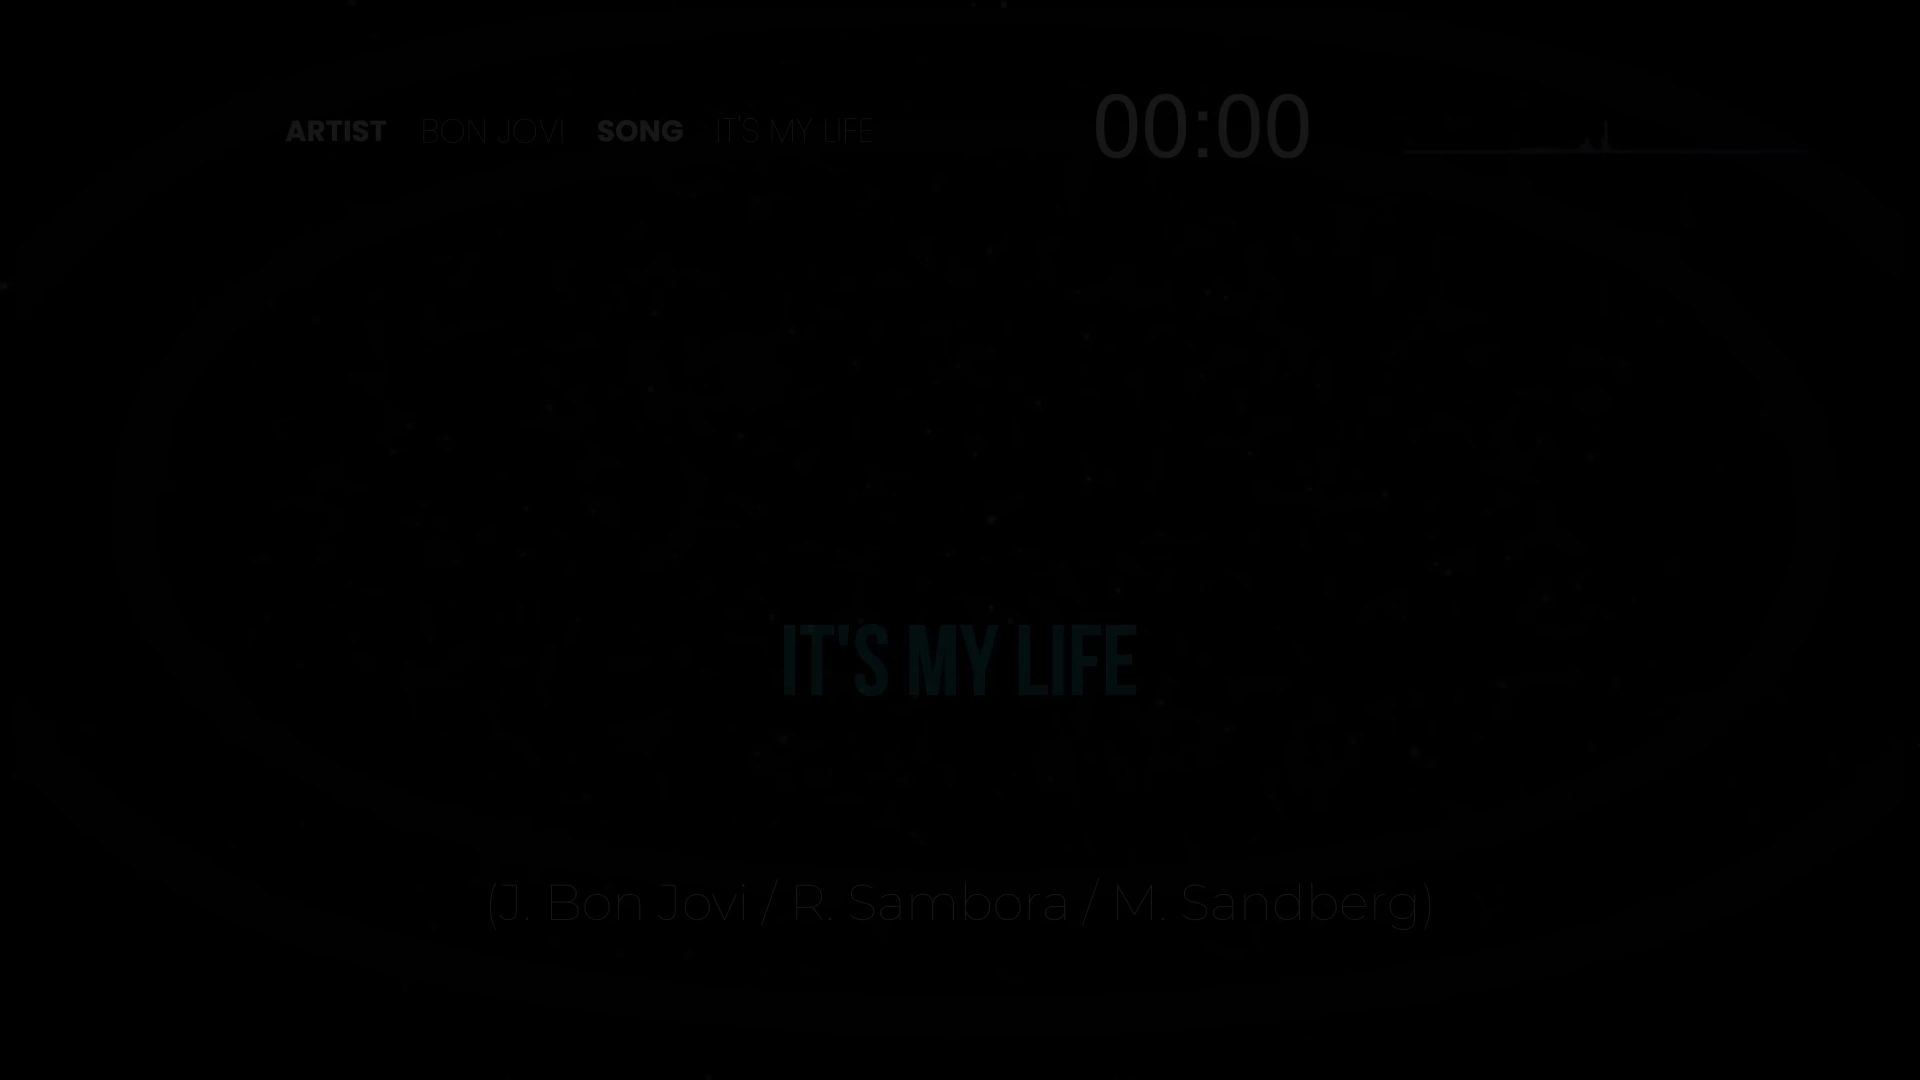 ARTIST BON JOVI SONG IT'S MY LIFE 00:00
IT'S MY LIFE
(J. Bon Jovi / R. Sambora / M. Sandberg)